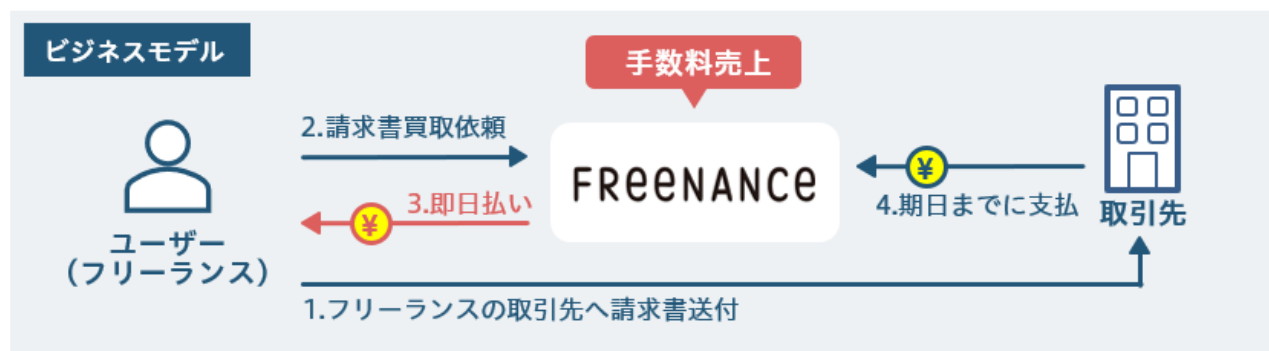 ビジネスモデル
手数料売上
2.請求書買取依頼
FReeNANCe
¥
3.即日払い
¥
4.期日までに支払
取引先
ユーザー
(フリーランス)
1.フリーランスの取引先へ請求書送付